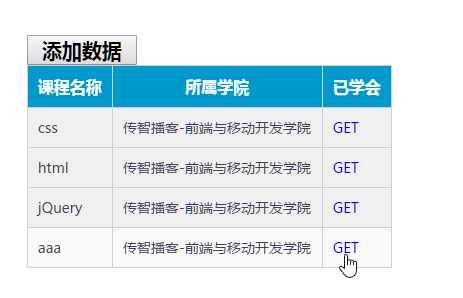 添加数据
课程名称 所属学院 已学会
css 传智播客-前端与移动开发学院 GET
html 传智播客-前端与移动开发学院 GET
jQuery 传智播客-前端与移动开发学院 GET
aaa 传智播客-前端与移动开发学院 GET